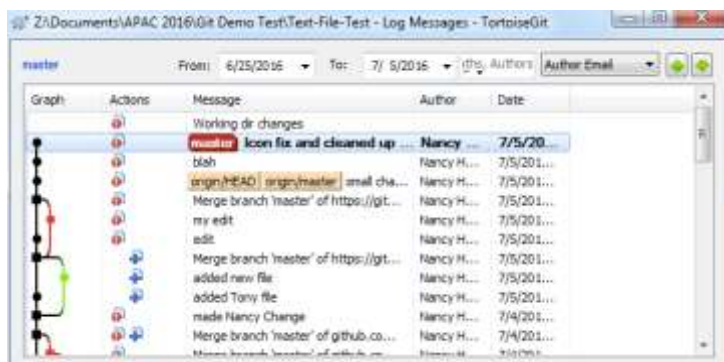 Z:\Documents\APAC 2016\Git Demo Test\Text-File-Test - Log Messages - TortoiseGit
master From: 6/25/2016 To: 7/ 5/2016 Authors Author Email
Graph Actions Message Author Date
Working dir changes
master Icon fix and cleaned up ... Nancy ... 7/5/20...
blah Nancy H... 7/5/201...
origin/HEAD origin/master small cha... Nancy H... 7/5/201...
Merge branch 'master' of https://git... Nancy H... 7/5/201...
my edit Nancy H... 7/5/201...
edit Nancy H... 7/5/201...
Merge branch 'master' of https://git... Nancy H... 7/5/201...
added new file Nancy H... 7/5/201...
added Tony file Nancy H... 7/5/201...
made Nancy Change Nancy H... 7/4/201...
Merge branch 'master' of github.co... Nancy H... 7/4/201...